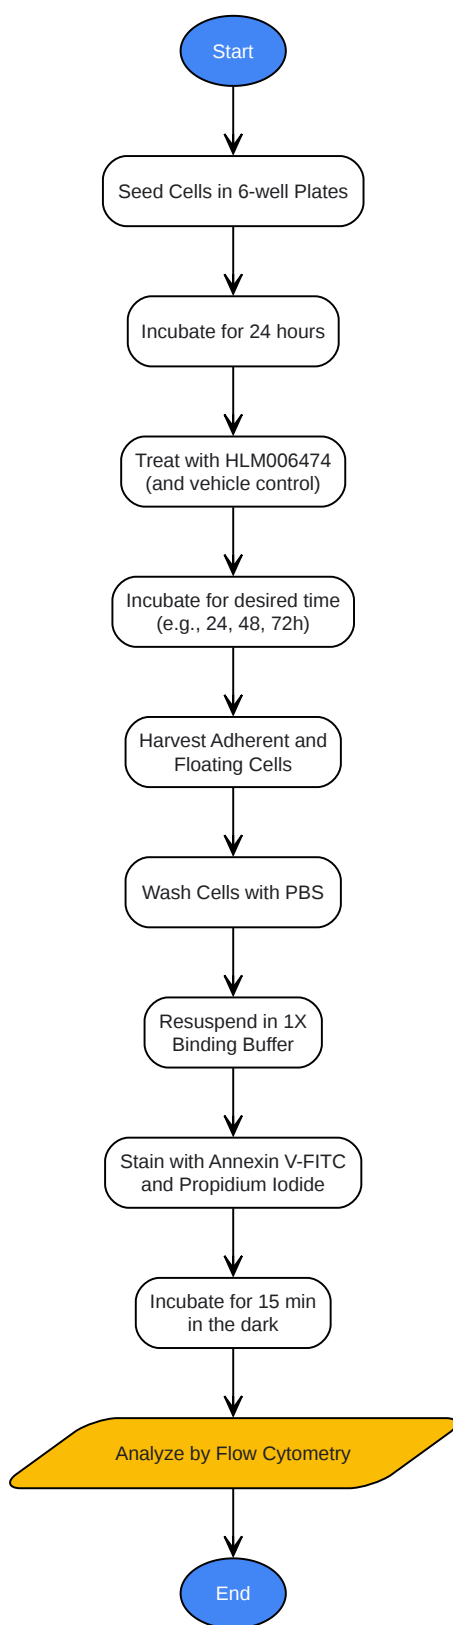 Start
Seed Cells in 6-well Plates
Incubate for 24 hours
Treat with HLM006474
(and vehicle control)
Incubate for desired time
(e.g., 24, 48, 72h)
Harvest Adherent and
Floating Cells
Wash Cells with PBS
Resuspend in 1X
Binding Buffer
Stain with Annexin V-FITC
and Propidium Iodide
Incubate for 15 min
in the dark
Analyze by Flow Cytometry
End